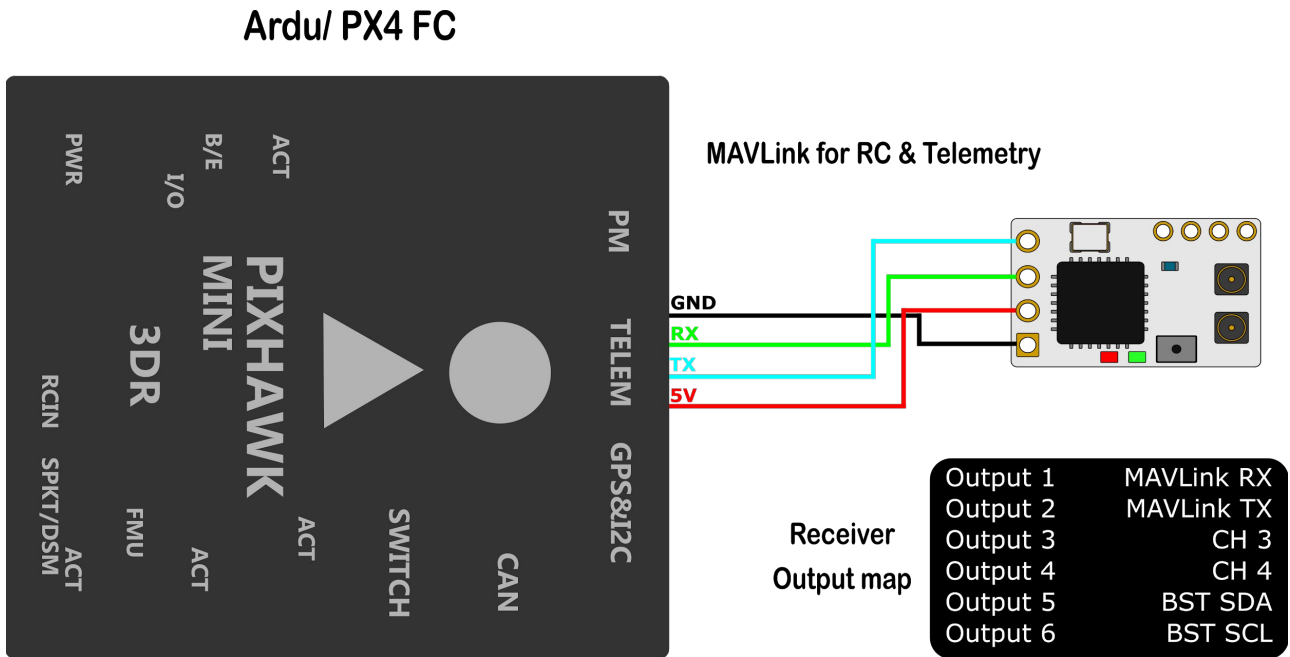 Ardu/ PX4 FC
PWR
I/O
B/E
ACT
PIXHAWK
MINI
3DR
RCIN
SPKT/DSM
ACT
FMU
ACT
ACT
SWITCH
CAN
PM
TELEM
GPS&I2C
MAVLink for RC & Telemetry
GND
RX
TX
5V
Receiver
Output map
Output 1 MAVLink RX
Output 2 MAVLink TX
Output 3 CH 3
Output 4 CH 4
Output 5 BST SDA
Output 6 BST SCL